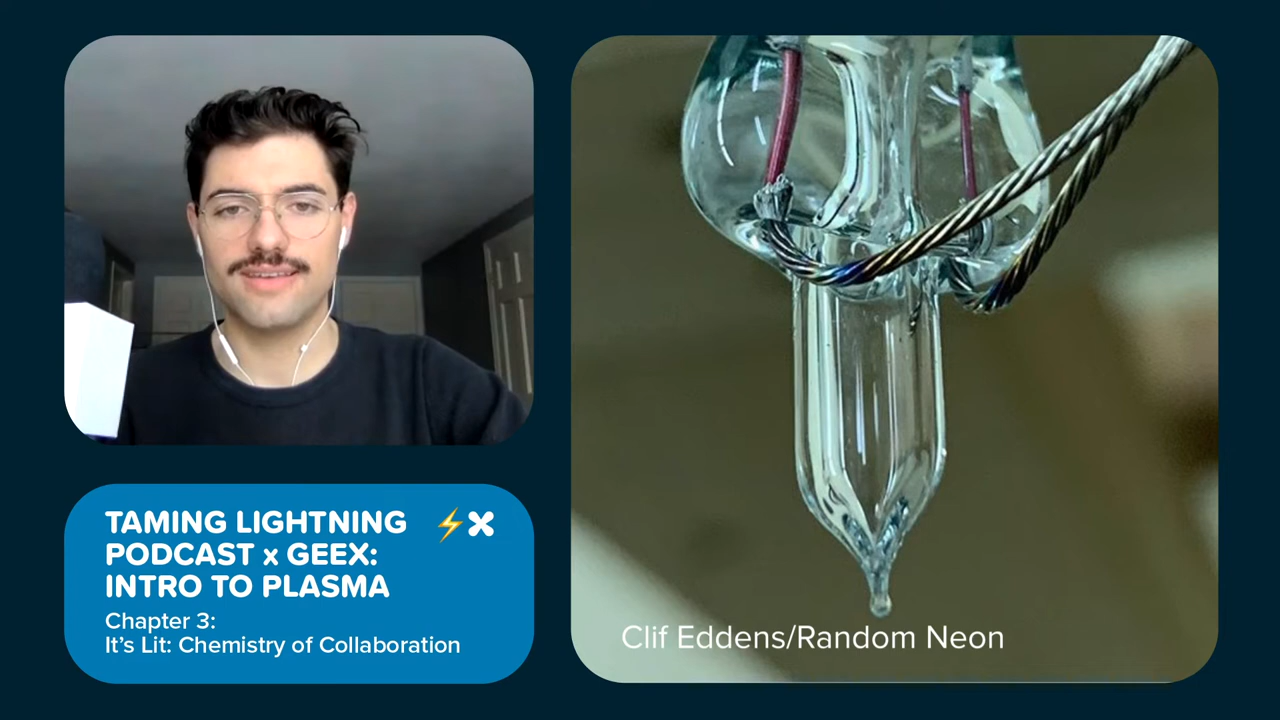 TAMING LIGHTNING
PODCAST x GEEX:
INTRO TO PLASMA
Chapter 3:
It’s Lit: Chemistry of Collaboration
Clif Eddens/Random Neon